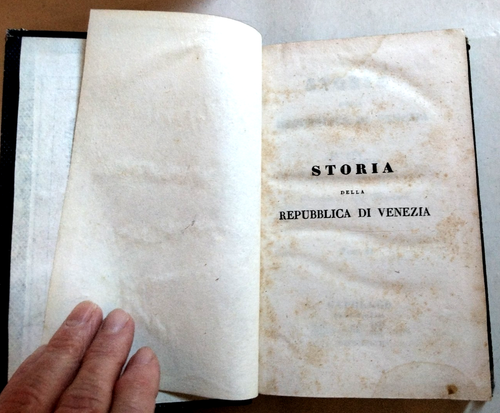 STORIA
DELLA
REPUBBLICA DI VENEZIA